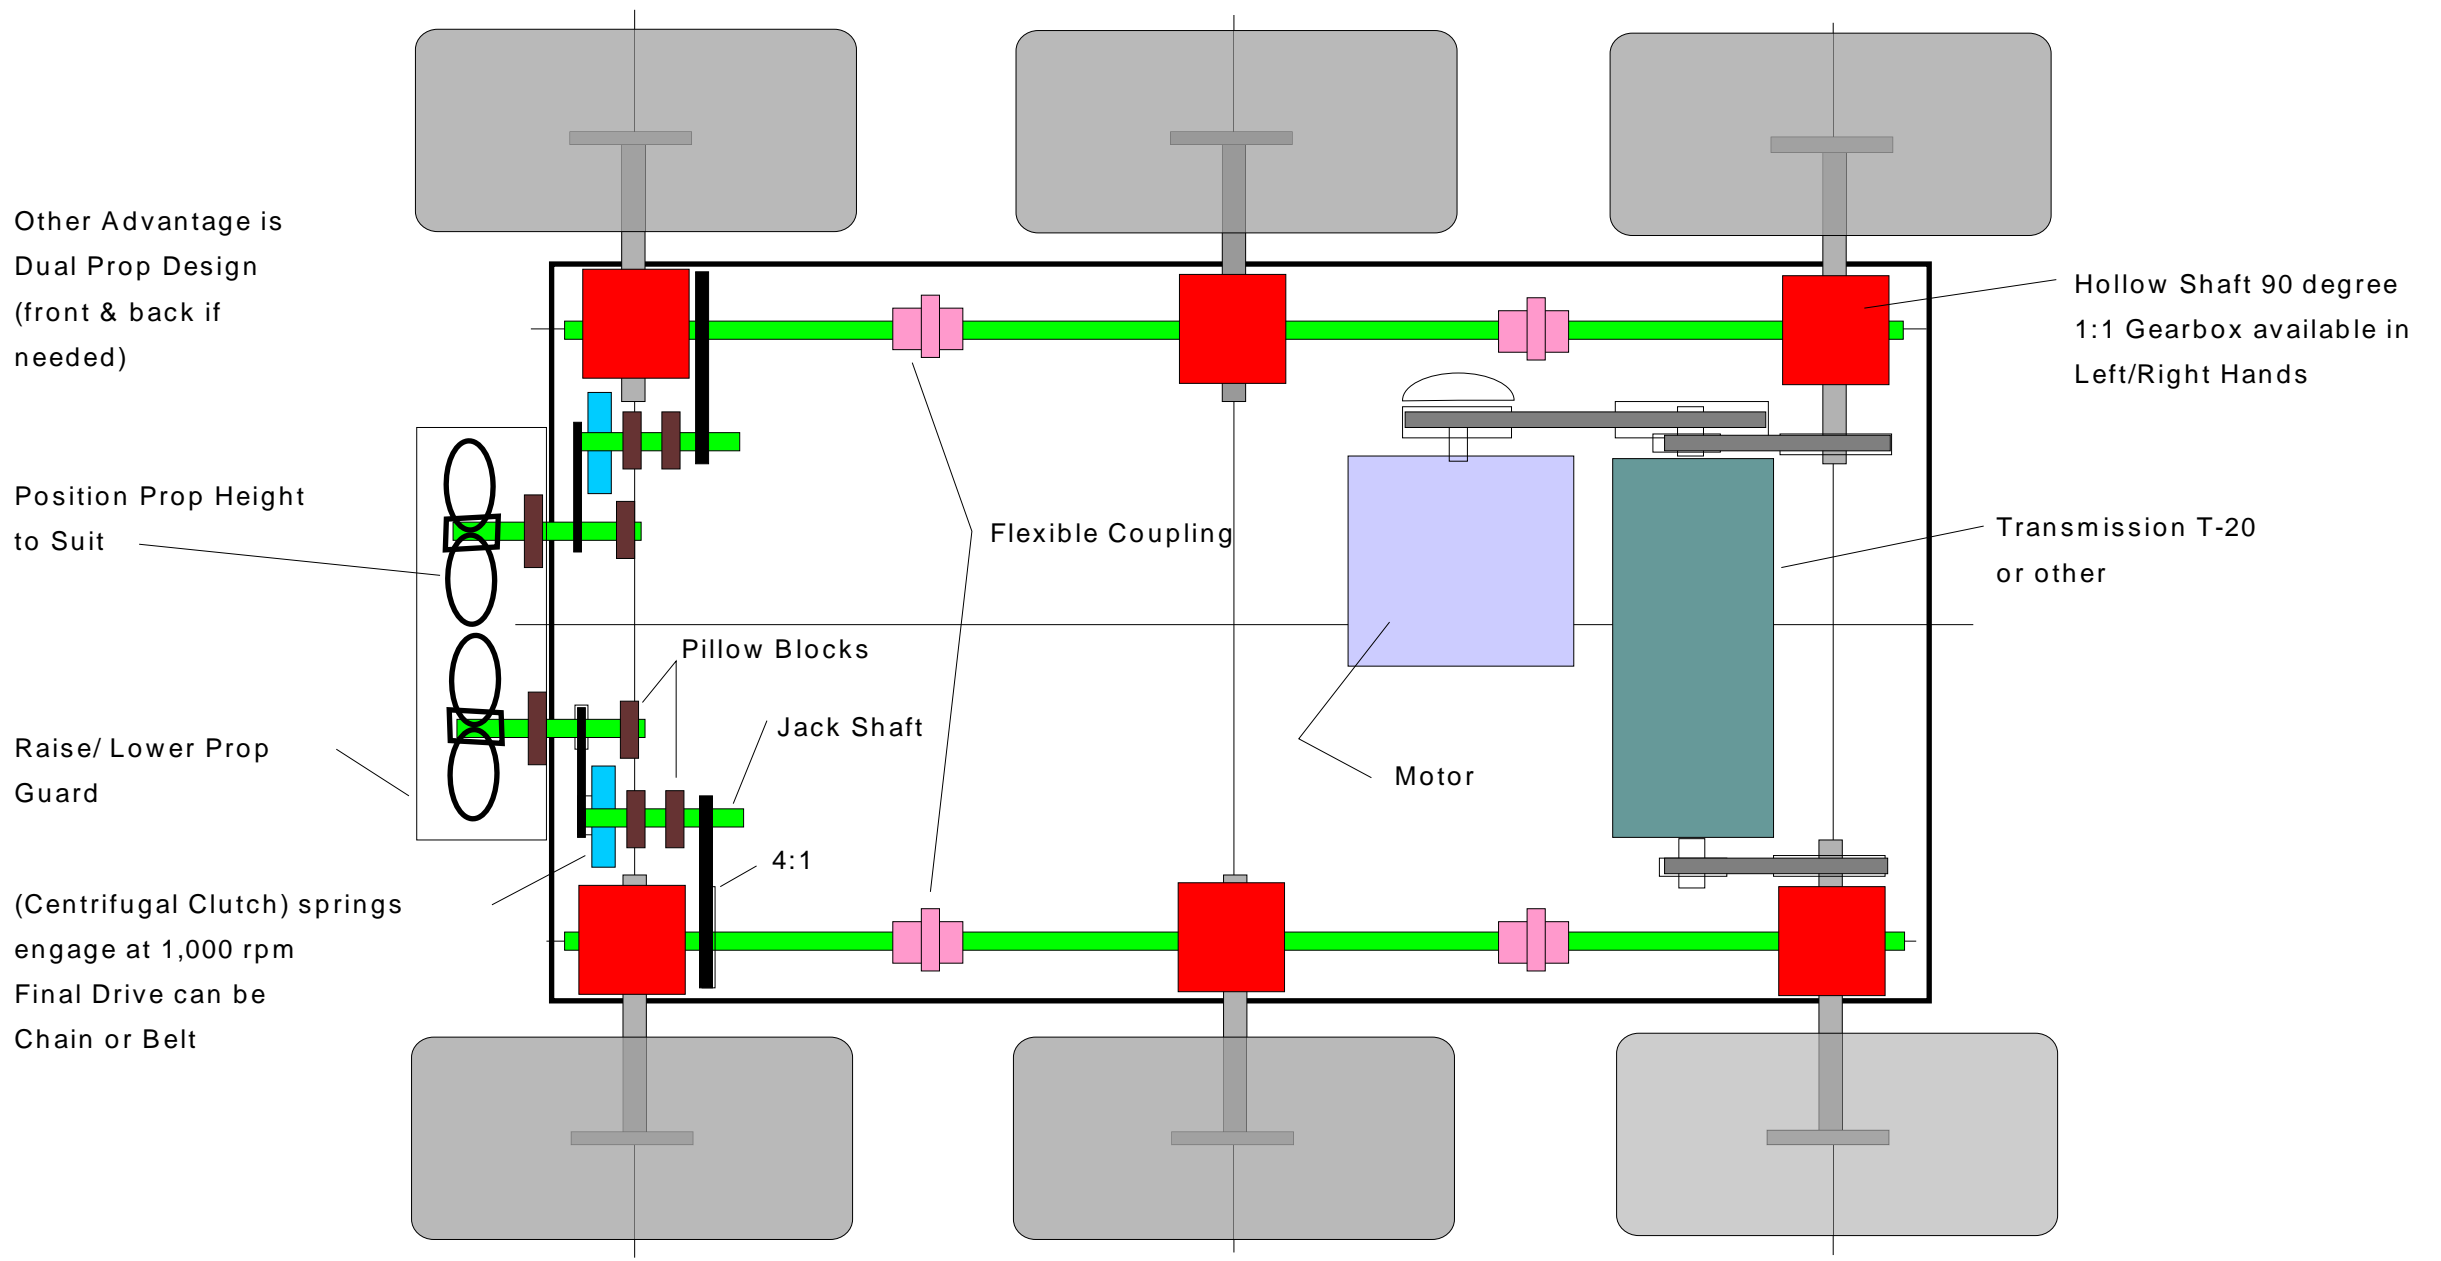 Other Advantage is
Dual Prop Design
(front & back if
needed)
Position Prop Height
to Suit
Raise/ Lower Prop
Guard
(Centrifugal Clutch) springs
engage at 1,000 rpm
Final Drive can be
Chain or Belt
Pillow Blocks
Jack Shaft
4:1
Flexible Coupling
Motor
Hollow Shaft 90 degree
1:1 Gearbox available in
Left/Right Hands
Transmission T-20
or other